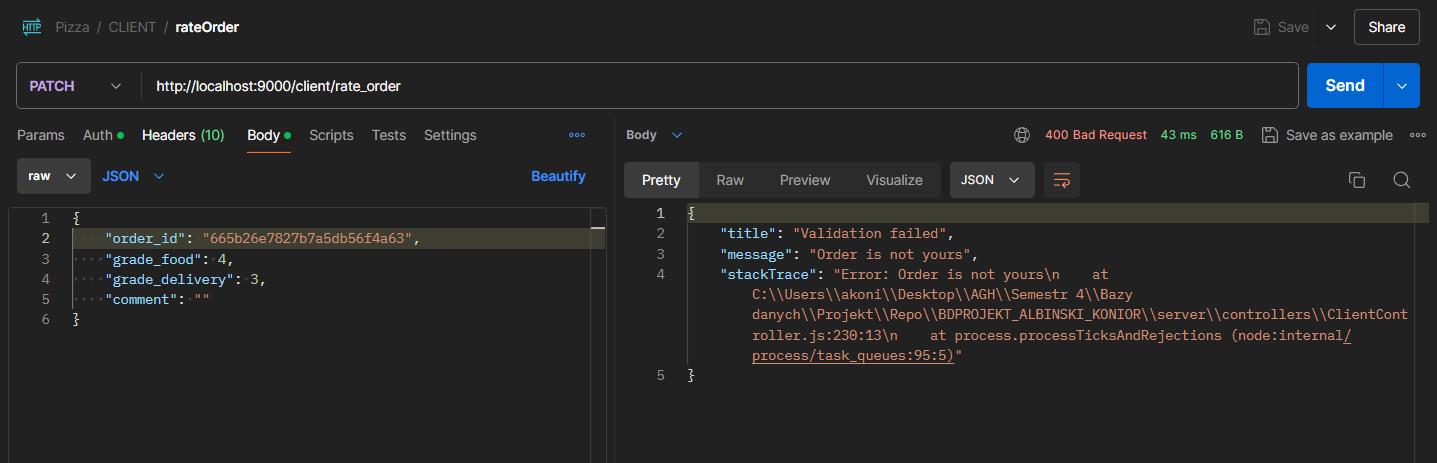 HTTP Pizza / CLIENT / rateOrder Save Share
PATCH http://localhost:9000/client/rate_order Send
Params Auth Headers (10) Body Scripts Tests Settings
raw JSON Beautify
1 {
2 "order_id": "665b26e7827b7a5db56f4a63",
3 "grade_food": 4,
4 "grade_delivery": 3,
5 "comment": ""
6 }
Body 400 Bad Request 43 ms 616 B Save as example
Pretty Raw Preview Visualize JSON
1 {
2 "title": "Validation failed",
3 "message": "Order is not yours",
4 "stackTrace": "Error: Order is not yours\n    at
C:\\Users\\akoni\\Desktop\\AGH\\Semestr 4\\Bazy
danych\\Projekt\\Repo\\BDPROJEKT_ALBINSKI_KONIOR\\server\\controllers\\ClientCont
roller.js:230:13\n    at process.processTicksAndRejections (node:internal/
process/task_queues:95:5)"
5 }